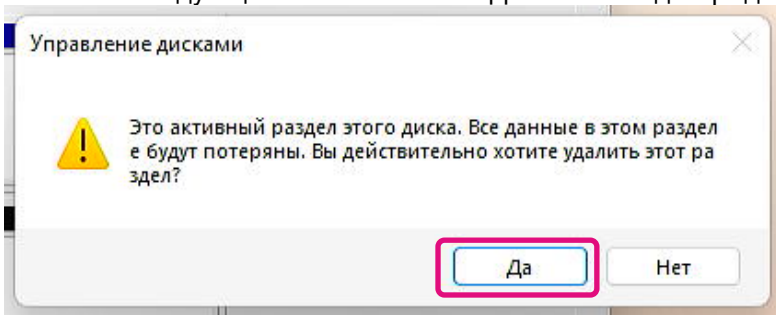 Управление дисками
Это активный раздел этого диска. Все данные в этом раздел
е будут потеряны. Вы действительно хотите удалить этот ра
здел?
Да
Нет